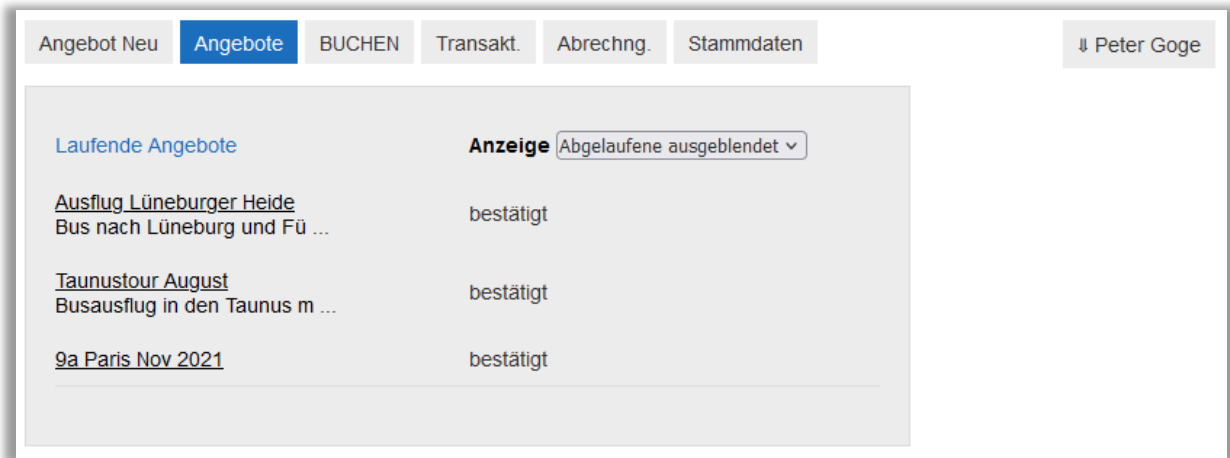 Angebot Neu Angebote BUCHEN Transakt. Abrechng. Stammdaten ⇓ Peter Goge
Laufende Angebote Anzeige Abgelaufene ausgeblendet
Ausflug Lüneburger Heide
Bus nach Lüneburg und Fü ...
bestätigt
Taunustour August
Busausflug in den Taunus m ...
bestätigt
9a Paris Nov 2021 bestätigt